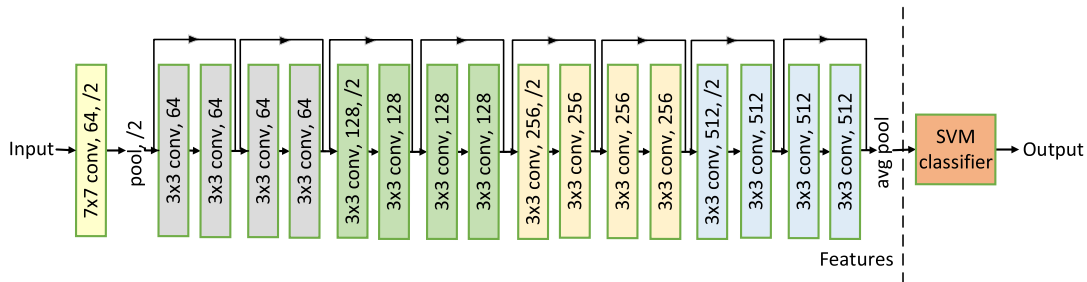 Input
7x7 conv, 64, /2
pool, /2
3x3 conv, 64
3x3 conv, 64
3x3 conv, 64
3x3 conv, 64
3x3 conv, 128, /2
3x3 conv, 128
3x3 conv, 128
3x3 conv, 128
3x3 conv, 256, /2
3x3 conv, 256
3x3 conv, 256
3x3 conv, 256
3x3 conv, 512, /2
3x3 conv, 512
3x3 conv, 512
3x3 conv, 512
avg pool
Features
SVM
classifier
Output